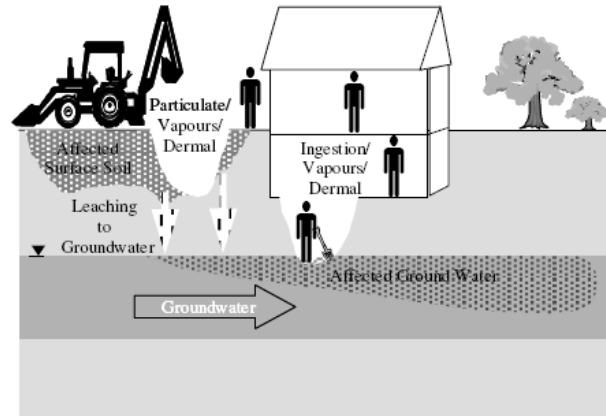 Particulate/
Vapours/
Dermal
Affected
Surface Soil
Ingestion/
Vapours/
Dermal
Leaching
to
Groundwater
Affected Ground Water
Groundwater